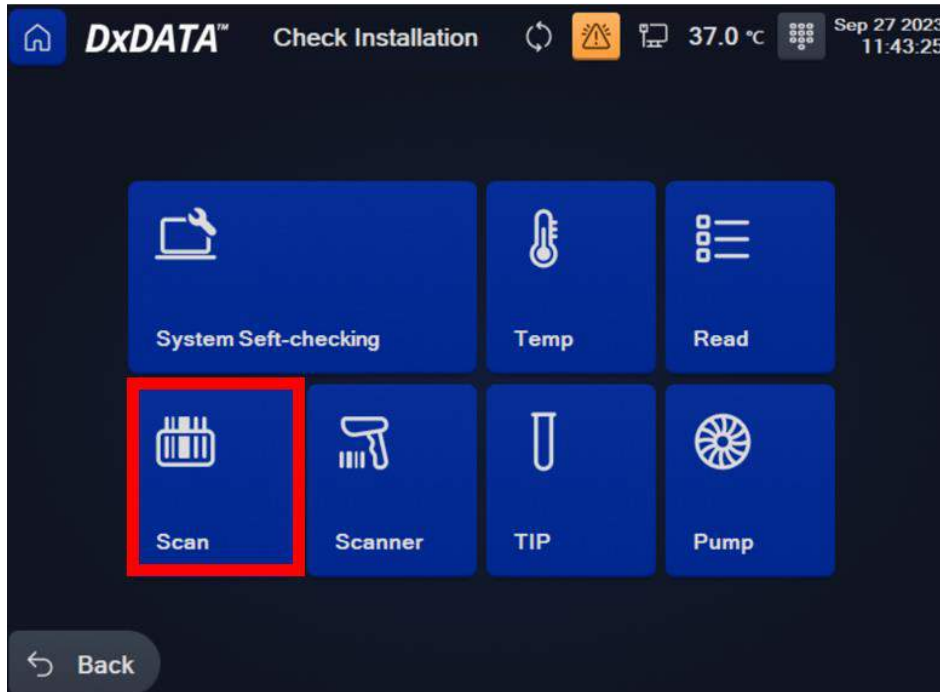 DxDATA™ Check Installation 37.0 ℃ Sep 27 2023
11:43:25
System Seft-checking
Temp
Read
Scan
Scanner
TIP
Pump
Back